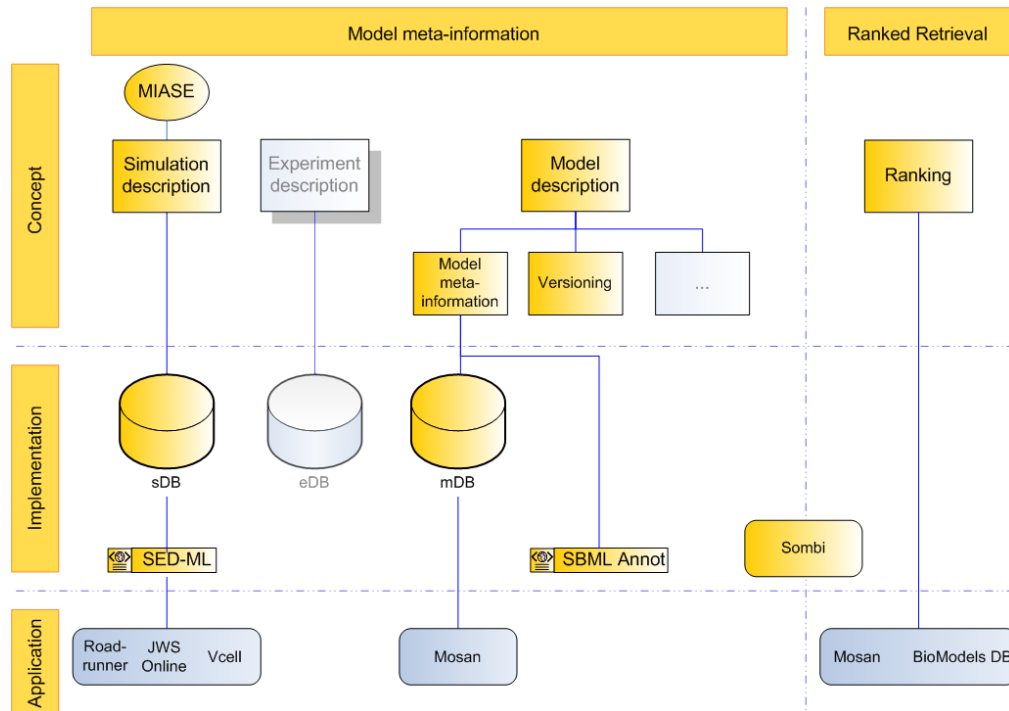 Model meta-information
Ranked Retrieval
Concept
MIASE
Simulation
description
Experiment
description
Model
description
Ranking
Model
meta-
information
Versioning
...
Implementation
sDB
eDB
mDB
SED-ML
SBML Annot
Sombi
Application
Road-
runner
JWS
Online
Vcell
Mosan
Mosan
BioModels DB